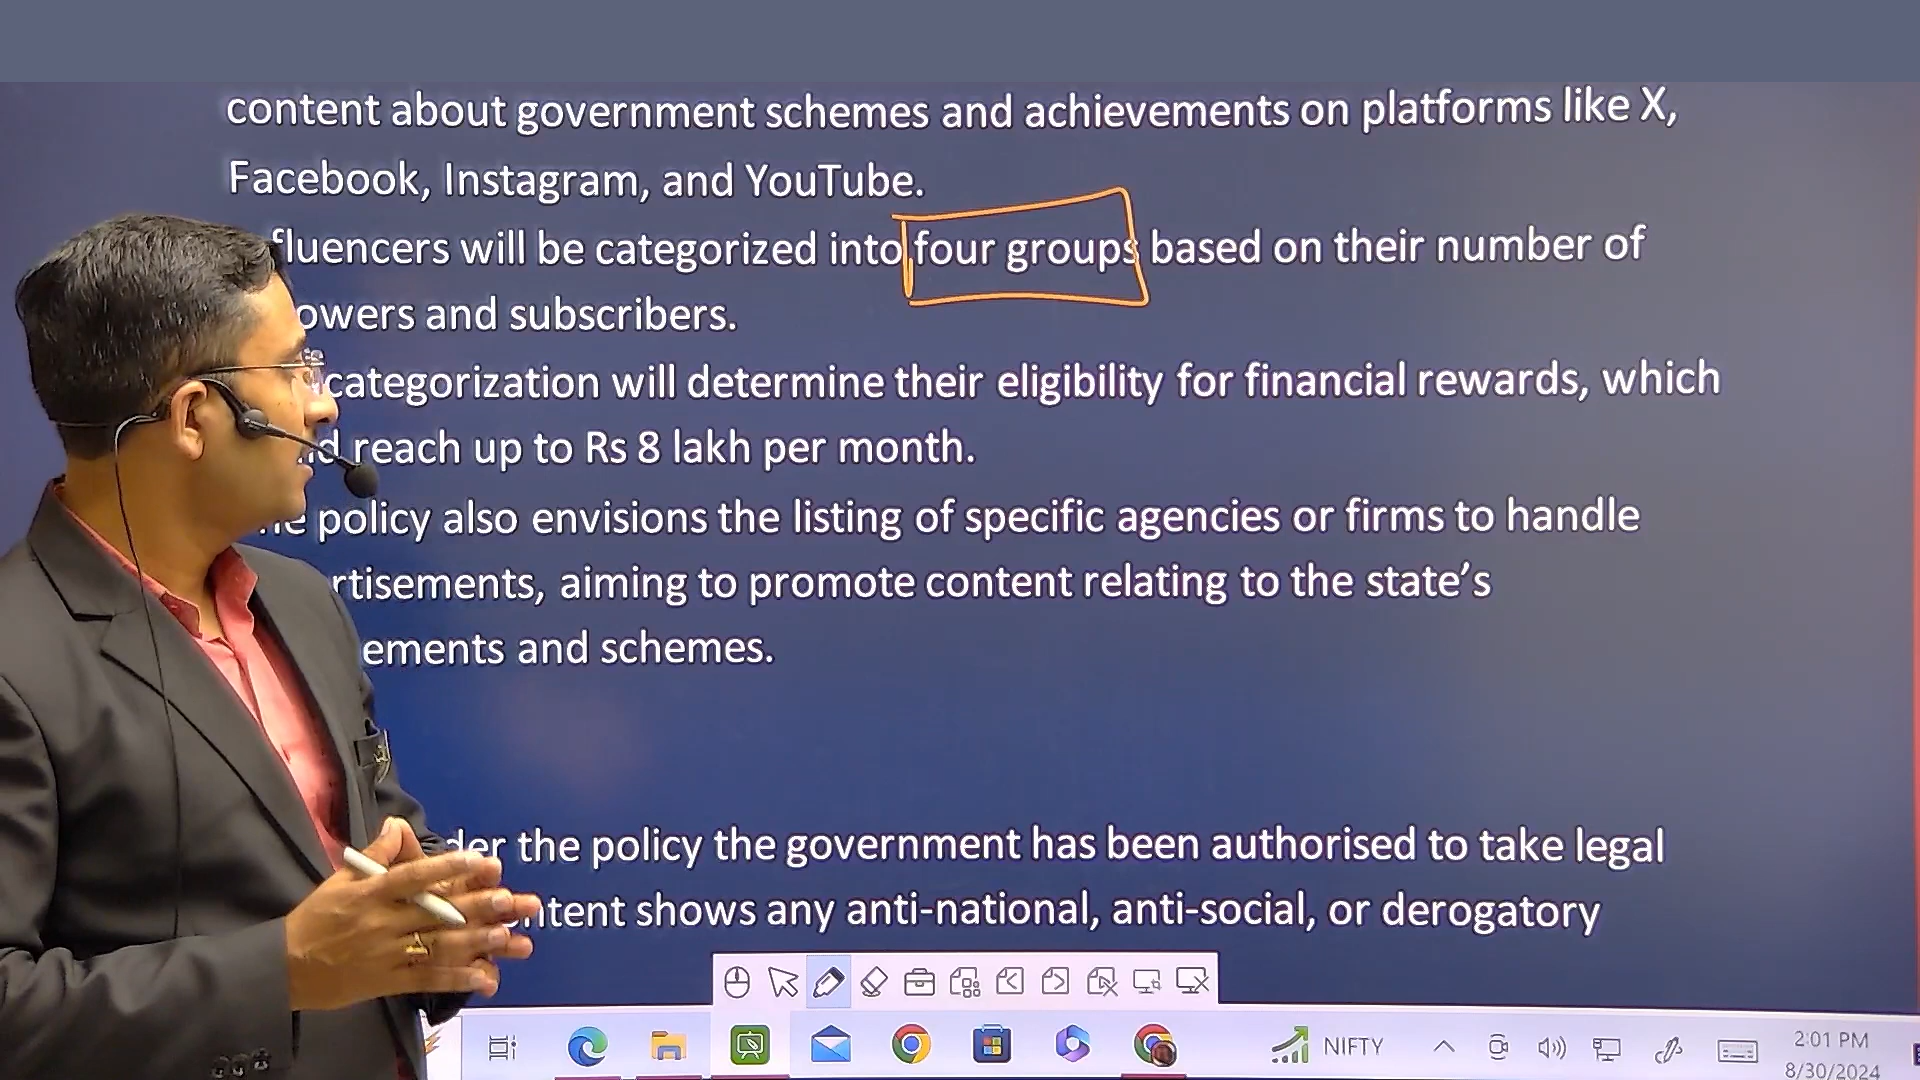 content about government schemes and achievements on platforms like X,
Facebook, Instagram, and YouTube.
fluencers will be categorized into four groups based on their number of
owers and subscribers.
categorization will determine their eligibility for financial rewards, which
d reach up to Rs 8 lakh per month.
e policy also envisions the listing of specific agencies or firms to handle
rtisements, aiming to promote content relating to the state’s
ements and schemes.
der the policy the government has been authorised to take legal
ntent shows any anti-national, anti-social, or derogatory
NIFTY
2:01 PM
8/30/2024